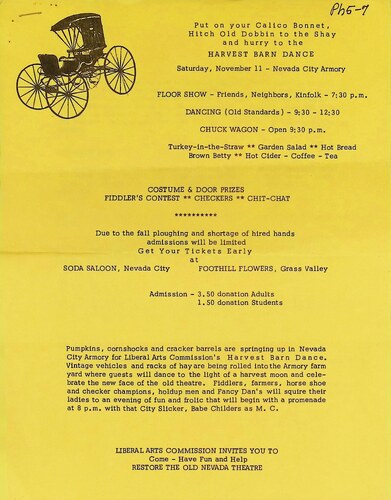 Ph5-7
Put on your Calico Bonnet,
Hitch Old Dobbin to the Shay
and hurry to the
HARVEST BARN DANCE
Saturday, November 11 - Nevada City Armory
FLOOR SHOW - Friends, Neighbors, Kinfolk - 7:30 p.m.
DANCING (Old Standards) - 9:30 - 12:30
CHUCK WAGON - Open 9:30 p.m.
Turkey-in-the-Straw ** Garden Salad ** Hot Bread
Brown Betty ** Hot Cider - Coffee - Tea
COSTUME & DOOR PRIZES
FIDDLER'S CONTEST ** CHECKERS ** CHIT-CHAT
**********
Due to the fall ploughing and shortage of hired hands
admissions will be limited
Get Your Tickets Early
at
SODA SALOON, Nevada City FOOTHILL FLOWERS, Grass Valley
Admission - 3.50 donation Adults
1.50 donation Students
Pumpkins, cornshocks and cracker barrels are springing up in Nevada
City Armory for Liberal Arts Commission's Harvest Barn Dance.
Vintage vehicles and racks of hay are being rolled into the Armory farm
yard where guests will dance to the light of a harvest moon and cele-
brate the new face of the old theatre. Fiddlers, farmers, horse shoe
and checker champions, holdup men and Fancy Dan's will squire their
ladies to an evening of fun and frolic that will begin with a promenade
at 8 p.m. with that City Slicker, Babe Childers as M.C.
LIBERAL ARTS COMMISSION INVITES YOU TO
Come - Have Fun and Help
RESTORE THE OLD NEVADA THEATRE